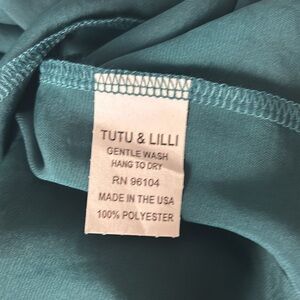 TUTU & LILLI
GENTLE WASH
HANG TO DRY
RN 96104
MADE IN THE USA
100% POLYESTER